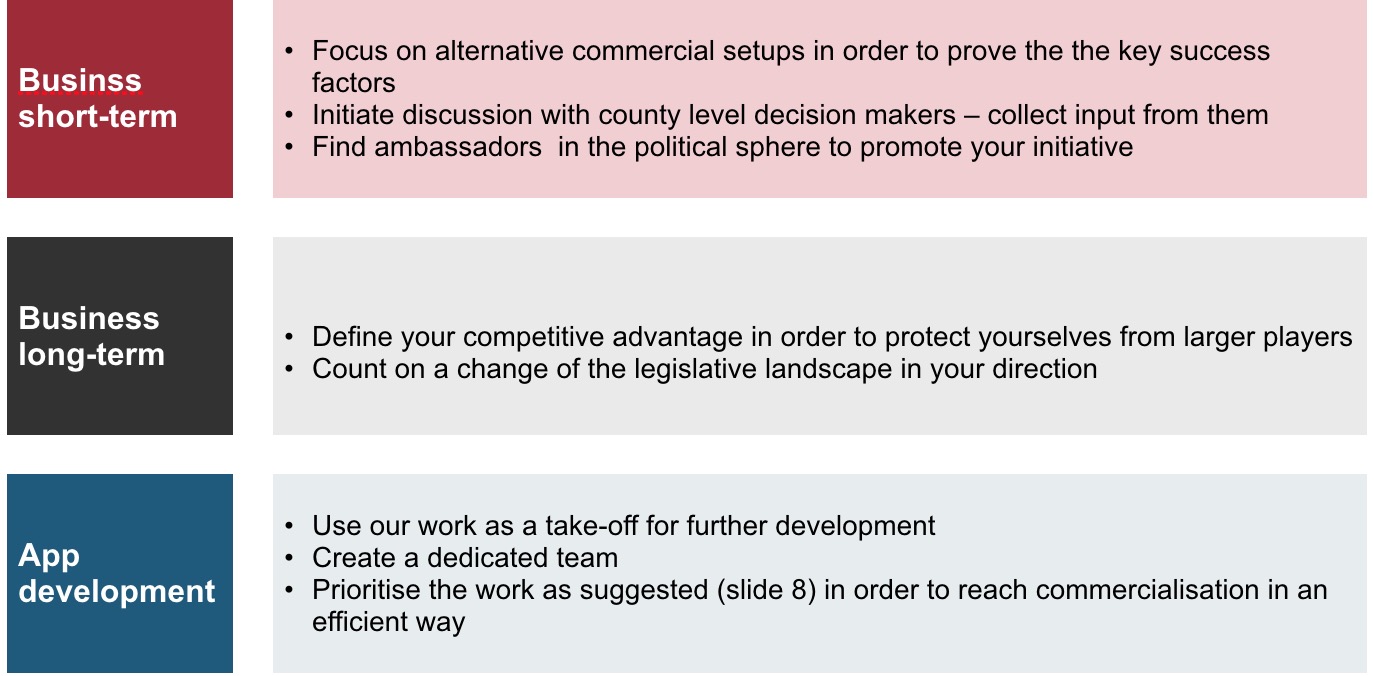 Businss
short-term
• Focus on alternative commercial setups in order to prove the the key success
factors
• Initiate discussion with county level decision makers – collect input from them
• Find ambassadors  in the political sphere to promote your initiative
Business
long-term
• Define your competitive advantage in order to protect yourselves from larger players
• Count on a change of the legislative landscape in your direction
App
development
• Use our work as a take-off for further development
• Create a dedicated team
• Prioritise the work as suggested (slide 8) in order to reach commercialisation in an
efficient way